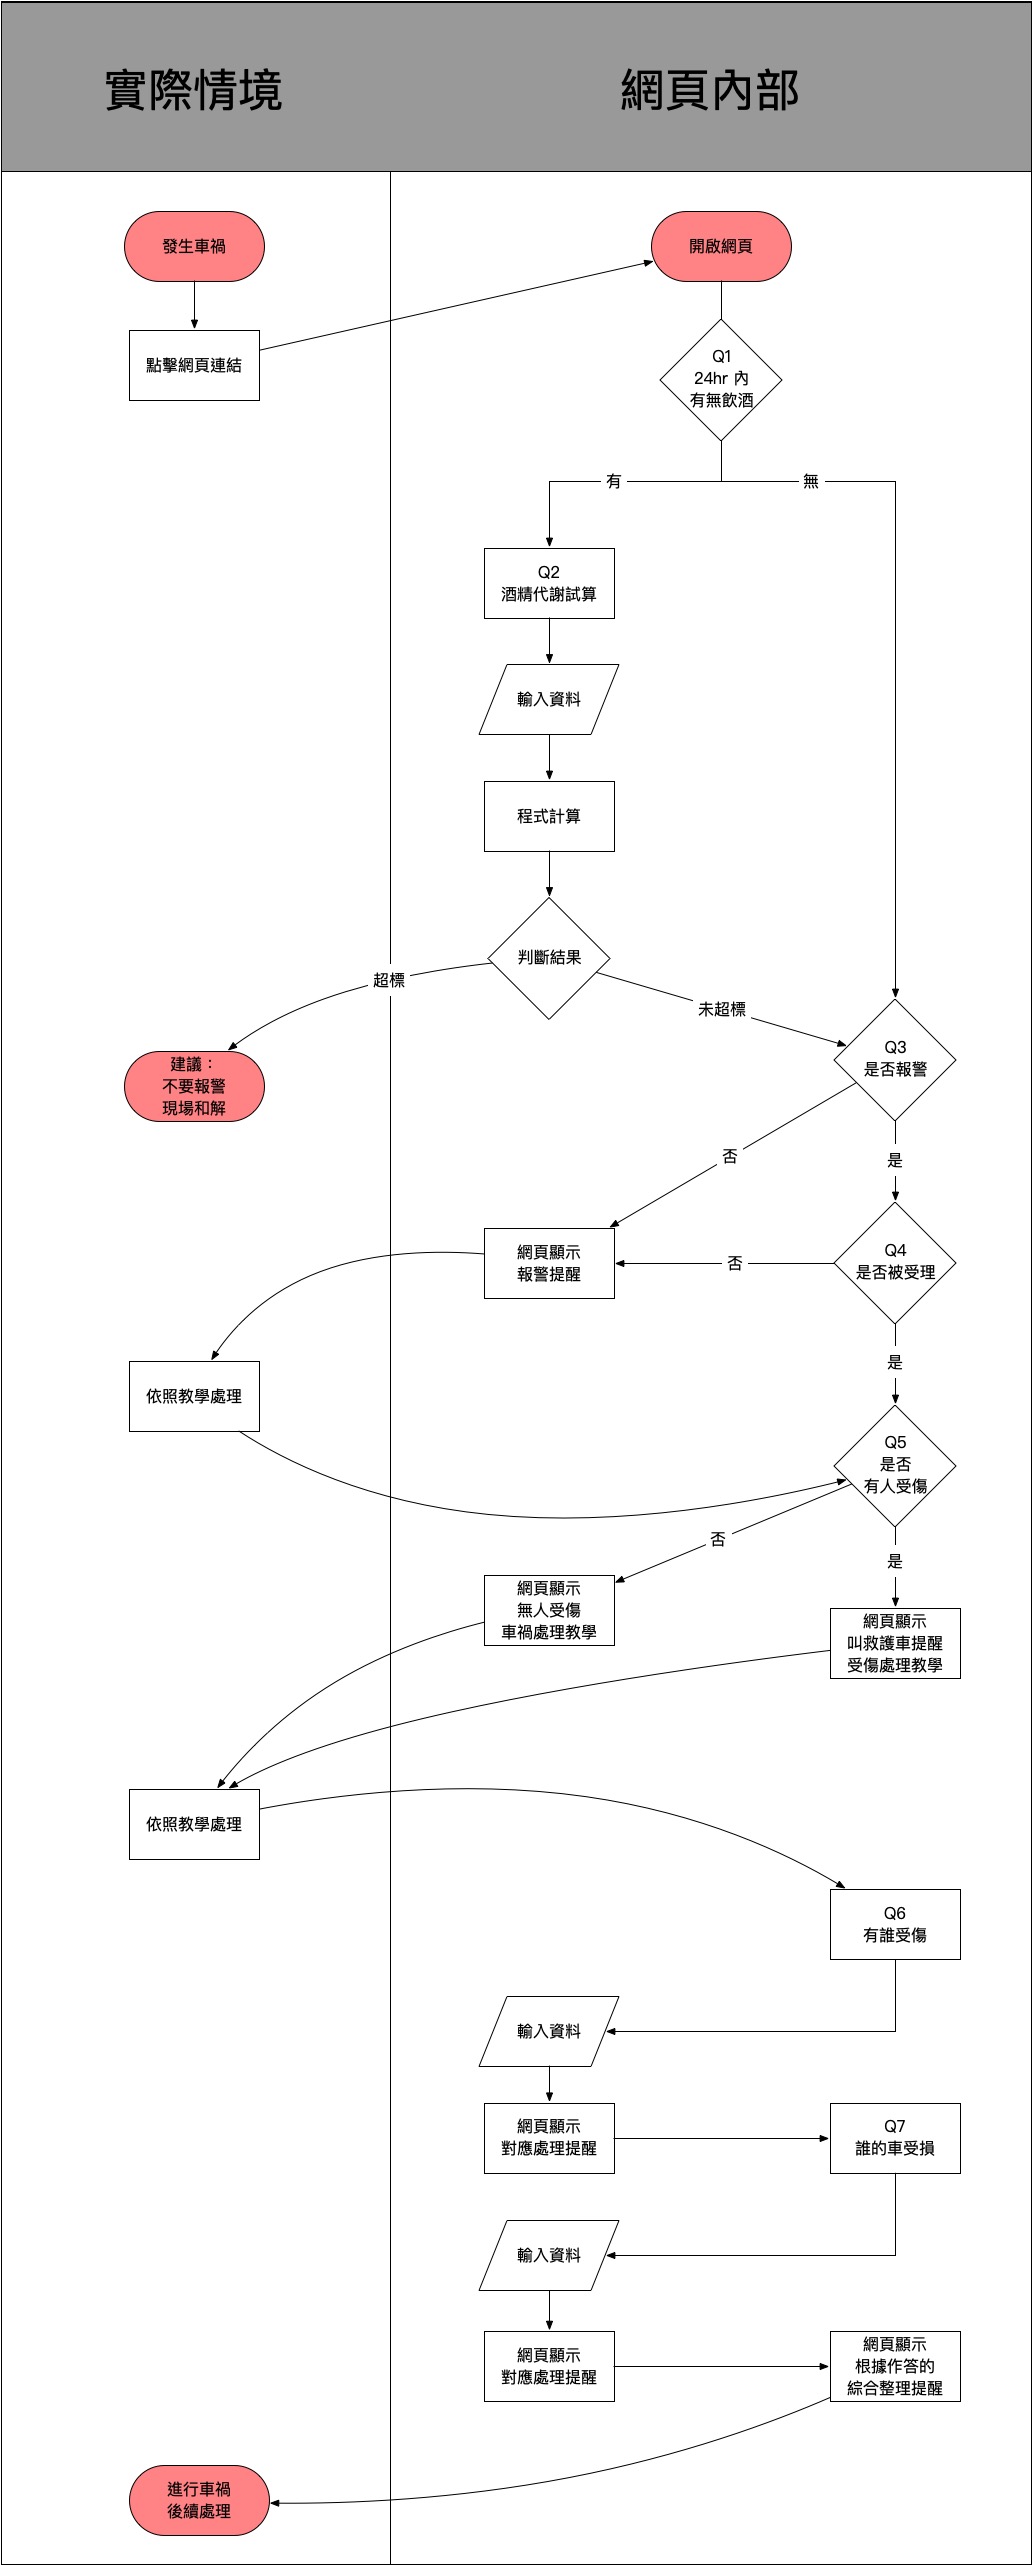 實際情境
網頁內部
發生車禍
開啟網頁
點擊網頁連結
Q1
24hr 內
有無飲酒
有
無
Q2
酒精代謝試算
輸入資料
程式計算
判斷結果
超標
未超標
建議：
不要報警
現場和解
Q3
是否報警
否
是
網頁顯示
報警提醒
否
Q4
是否被受理
是
依照教學處理
Q5
是否
有人受傷
否
是
網頁顯示
無人受傷
車禍處理教學
網頁顯示
叫救護車提醒
受傷處理教學
依照教學處理
Q6
有誰受傷
輸入資料
網頁顯示
對應處理提醒
Q7
誰的車受損
輸入資料
網頁顯示
對應處理提醒
網頁顯示
根據作答的
綜合整理提醒
進行車禍
後續處理